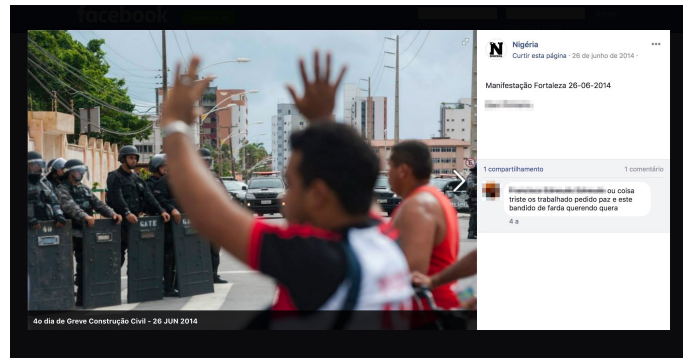 facebook
Nigéria
Curtir esta página · 26 de junho de 2014 ·
Manifestação Fortaleza 26-06-2014
1 compartilhamento
1 comentário
ou coisa
triste os trabalhado pedido paz e este
bandido de farda querendo quera
4 a
40
GATE
4o dia de Greve Construção Civil - 26 JUN 2014